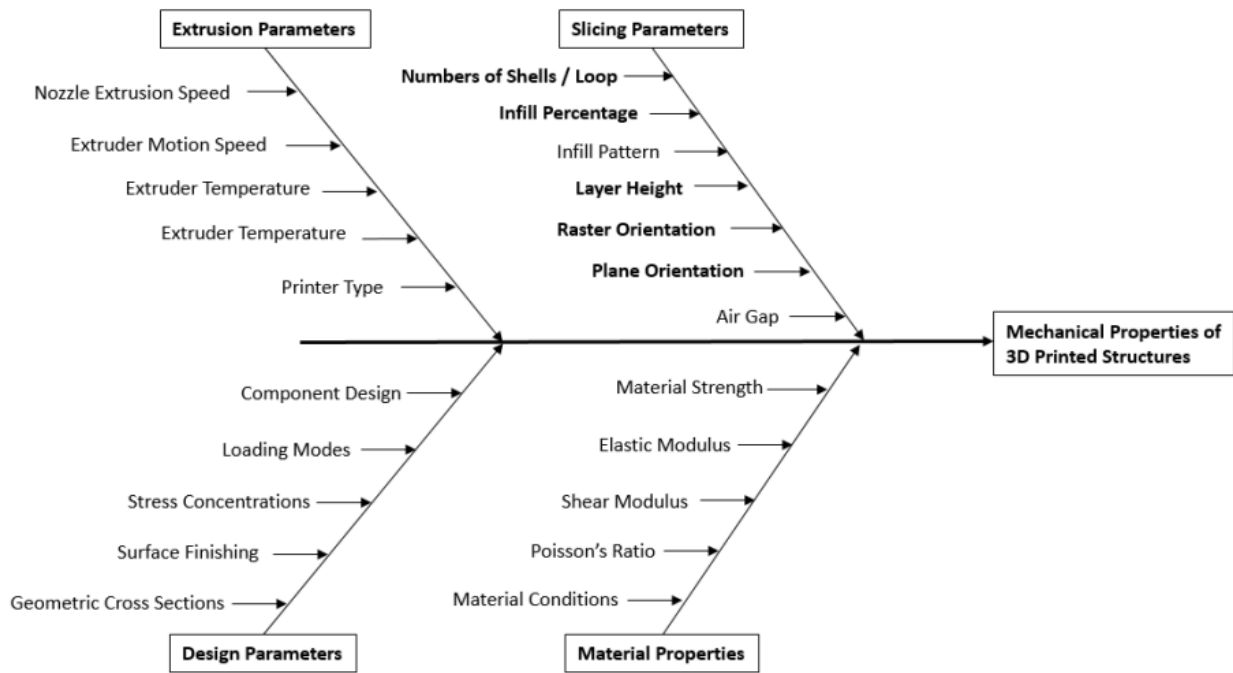 Extrusion Parameters
Nozzle Extrusion Speed
Extruder Motion Speed
Extruder Temperature
Extruder Temperature
Printer Type
Slicing Parameters
Numbers of Shells / Loop
Infill Percentage
Infill Pattern
Layer Height
Raster Orientation
Plane Orientation
Air Gap
Mechanical Properties of
3D Printed Structures
Component Design
Loading Modes
Stress Concentrations
Surface Finishing
Geometric Cross Sections
Design Parameters
Material Strength
Elastic Modulus
Shear Modulus
Poisson’s Ratio
Material Conditions
Material Properties